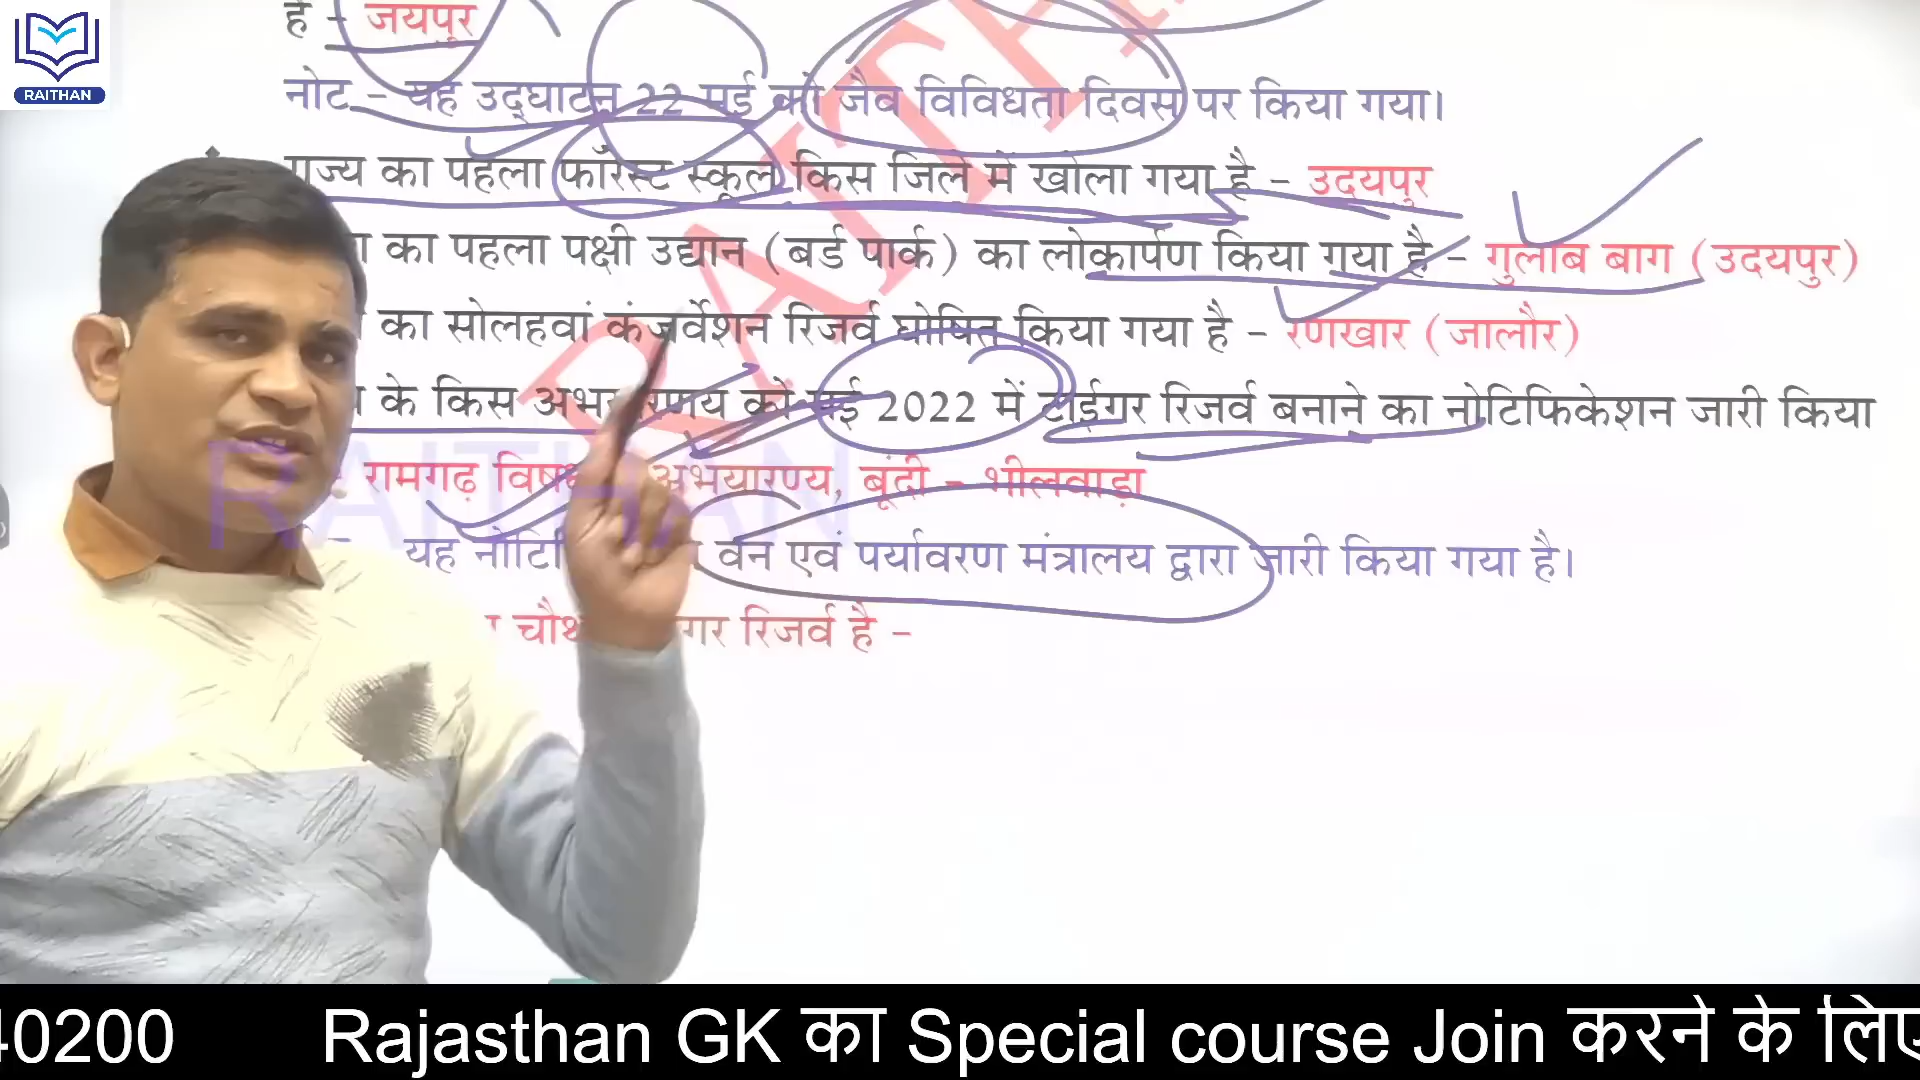 RAITHAN
है - जयपुर
नोट - यह उद्घाटन 22 मई को जैव विविधता दिवस पर किया गया।
राज्य का पहला फॉरेस्ट स्कूल किस जिले में खोला गया है - उदयपुर
का पहला पक्षी उद्यान (बर्ड पार्क) का लोकार्पण किया गया है - गुलाब बाग (उदयपुर)
का सोलहवां कंजर्वेशन रिजर्व घोषित किया गया है - रणखार (जालौर)
के किस अभयारण्य को मई 2022 में टाईगर रिजर्व बनाने का नोटिफिकेशन जारी किया
- रामगढ़ अभयारण्य, बूंदी - भीलवाड़ा
RAITHAN
यह वन एवं पर्यावरण मंत्रालय द्वारा जारी किया गया है।
रिजर्व है -
40200 Rajasthan GK का Special course Join करने के लिए